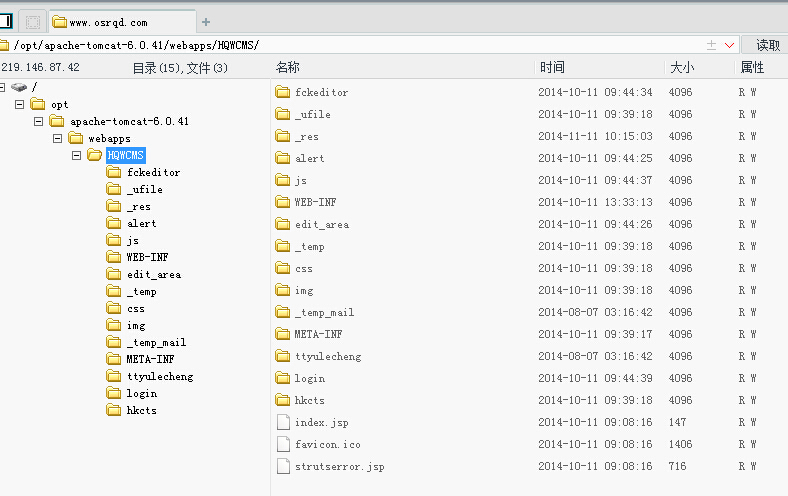 www.osrqd.com
/opt/apache-tomcat-6.0.41/webapps/HQWCMS/ 读取
219.146.87.42 目录(15),文件(3) 名称 时间 大小 属性
/
opt
apache-tomcat-6.0.41
webapps
HQWCMS
fckeditor
_ufile
_res
alert
js
WEB-INF
edit_area
_temp
css
img
_temp_mail
META-INF
ttyulecheng
login
hkcts
fckeditor 2014-10-11 09:44:34 4096 R W
_ufile 2014-10-11 09:39:18 4096 R W
_res 2014-11-11 10:15:03 4096 R W
alert 2014-10-11 09:44:25 4096 R W
js 2014-10-11 09:44:37 4096 R W
WEB-INF 2014-10-11 13:33:13 4096 R W
edit_area 2014-10-11 09:44:26 4096 R W
_temp 2014-10-11 09:39:18 4096 R W
css 2014-10-11 09:39:18 4096 R W
img 2014-10-11 09:39:18 4096 R W
_temp_mail 2014-08-07 03:16:42 4096 R W
META-INF 2014-10-11 09:39:17 4096 R W
ttyulecheng 2014-08-07 03:16:42 4096 R W
login 2014-10-11 09:44:39 4096 R W
hkcts 2014-10-11 09:39:18 4096 R W
index.jsp 2014-10-11 09:08:16 147 R W
favicon.ico 2014-10-11 09:08:16 1406 R W
strutserror.jsp 2014-10-11 09:08:16 716 R W